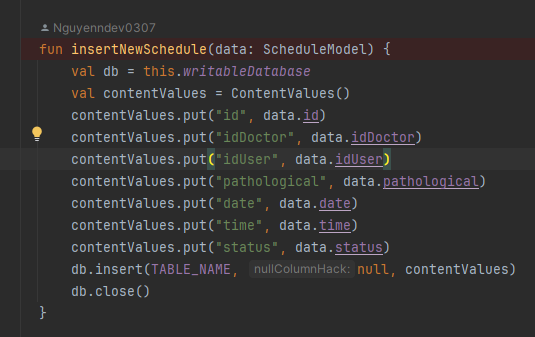 Nguyenndev0307
fun insertNewSchedule(data: ScheduleModel) {
val db = this.writableDatabase
val contentValues = ContentValues()
contentValues.put("id", data.id)
contentValues.put("idDoctor", data.idDoctor)
contentValues.put("idUser", data.idUser)
contentValues.put("pathological", data.pathological)
contentValues.put("date", data.date)
contentValues.put("time", data.time)
contentValues.put("status", data.status)
db.insert(TABLE_NAME, nullColumnHack: null, contentValues)
db.close()
}